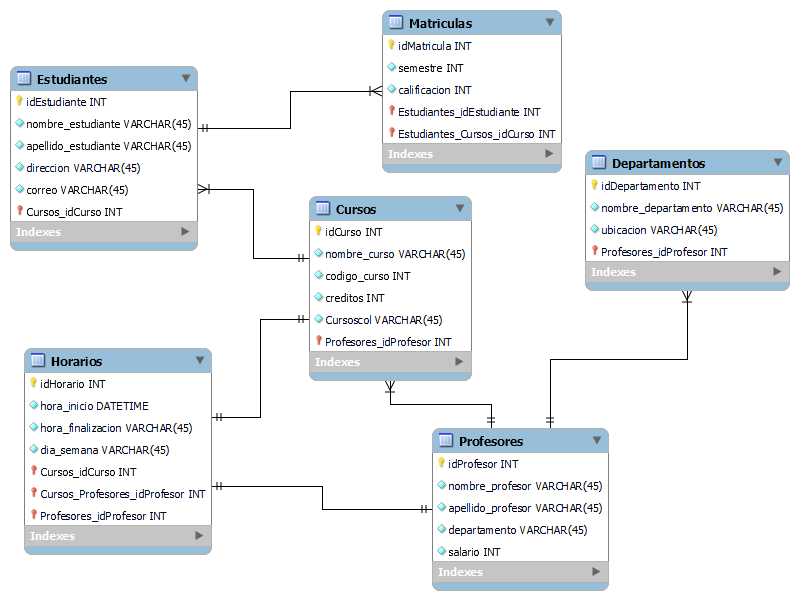 Matriculas
idMatricula INT
semestre INT
calificacion INT
Estudiantes_idEstudiante INT
Estudiantes_Cursos_idCurso INT
Indexes
Estudiantes
idEstudiante INT
nombre_estudiante VARCHAR(45)
apellido_estudiante VARCHAR(45)
direccion VARCHAR(45)
correo VARCHAR(45)
Cursos_idCurso INT
Indexes
Departamentos
idDepartamento INT
nombre_departamento VARCHAR(45)
ubicacion VARCHAR(45)
Profesores_idProfesor INT
Indexes
Cursos
idCurso INT
nombre_curso VARCHAR(45)
codigo_curso INT
creditos INT
Cursoscol VARCHAR(45)
Profesores_idProfesor INT
Indexes
Horarios
idHorario INT
hora_inicio DATETIME
hora_finalizacion VARCHAR(45)
dia_semana VARCHAR(45)
Cursos_idCurso INT
Cursos_Profesores_idProfesor INT
Profesores_idProfesor INT
Indexes
Profesores
idProfesor INT
nombre_profesor VARCHAR(45)
apellido_profesor VARCHAR(45)
departamento VARCHAR(45)
salario INT
Indexes